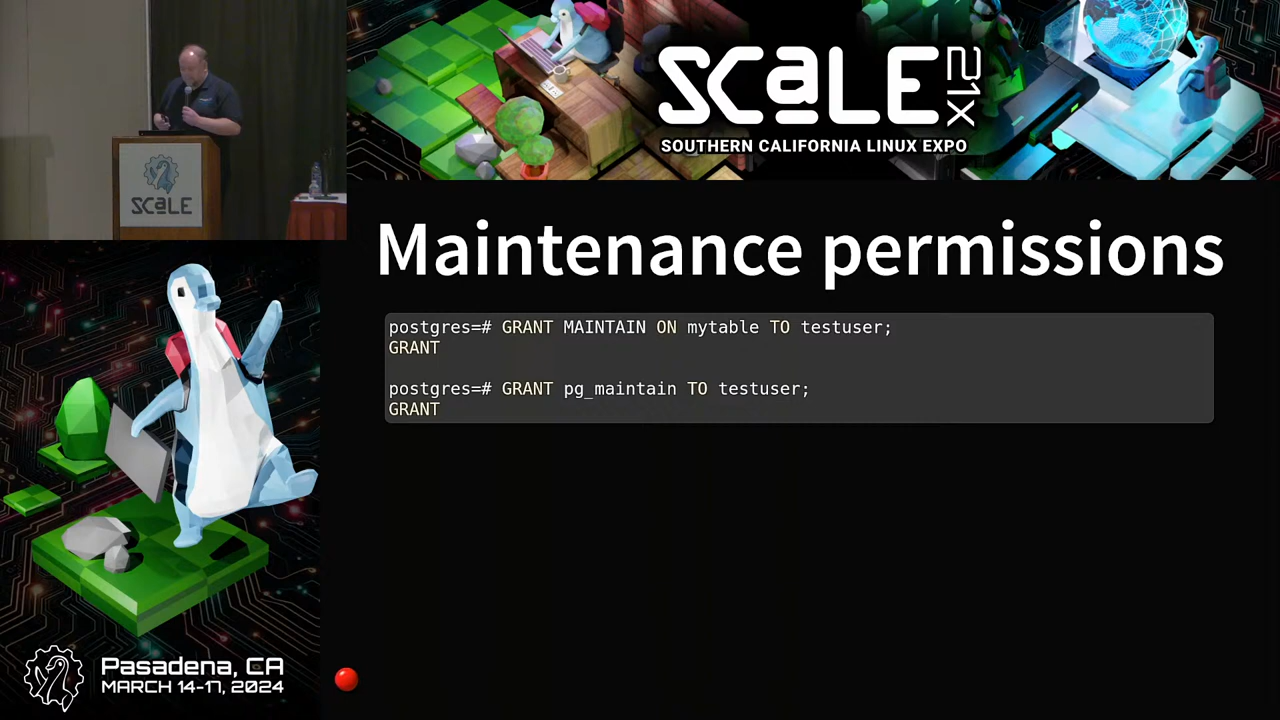 SCALE 21X
SOUTHERN CALIFORNIA LINUX EXPO
SCALE
Maintenance permissions
postgres=# GRANT MAINTAIN ON mytable TO testuser;
GRANT
postgres=# GRANT pg_maintain TO testuser;
GRANT
Pasadena, CA
MARCH 14-17, 2024